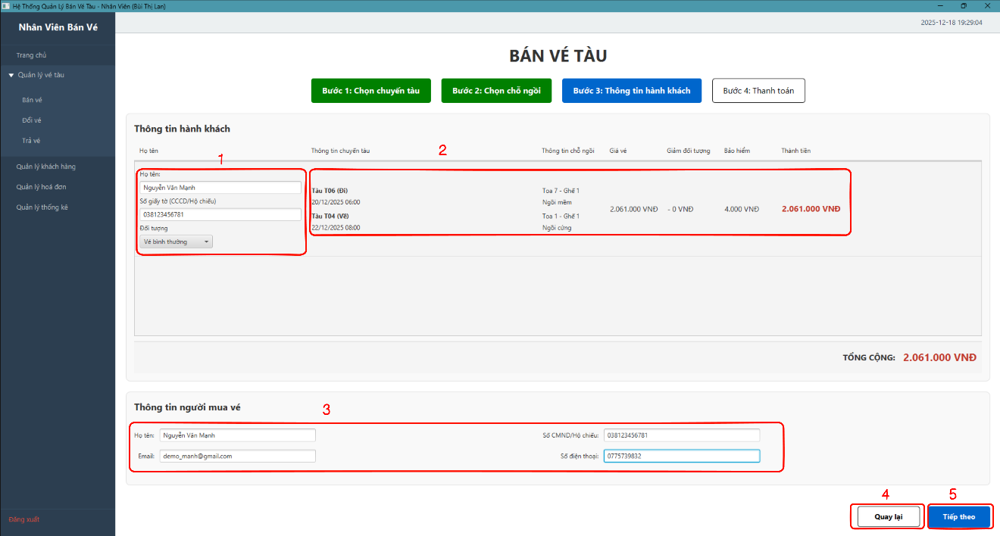 Hệ Thống Quản Lý Bán Vé Tàu - Nhân Viên (Bùi Thị Lan)
Nhân Viên Bán Vé
2025-12-18 19:29:04
Trang chủ
Quản lý vé tàu
Bán vé
Đổi vé
Trả vé
Quản lý khách hàng
Quản lý hoá đơn
Quản lý thống kê
Đăng xuất
BÁN VÉ TÀU
Bước 1: Chọn chuyến tàu
Bước 2: Chọn chỗ ngồi
Bước 3: Thông tin hành khách
Bước 4: Thanh toán
Thông tin hành khách
Họ tên Thông tin chuyến tàu Thông tin chỗ ngồi Giá vé Giảm đối tượng Bảo hiểm Thành tiền
1
2
Họ tên:
Nguyễn Văn Mạnh
Số giấy tờ (CCCD/Hộ chiếu)
038123456781
Đối tượng
Vé bình thường
Tàu T06 (Đi)
20/12/2025 06:00
Tàu T04 (Về)
22/12/2025 08:00
Toa 7 - Ghế 1
Ngồi mềm
Toa 1 - Ghế 1
Ngồi cứng
2.061.000 VNĐ - 0 VNĐ 4.000 VNĐ 2.061.000 VNĐ
TỔNG CỘNG: 2.061.000 VNĐ
Thông tin người mua vé
3
Họ tên: Nguyễn Văn Mạnh Số CMND/Hộ chiếu: 038123456781
Email: demo_manh@gmail.com Số điện thoại: 0775739832
4
5
Quay lại
Tiếp theo